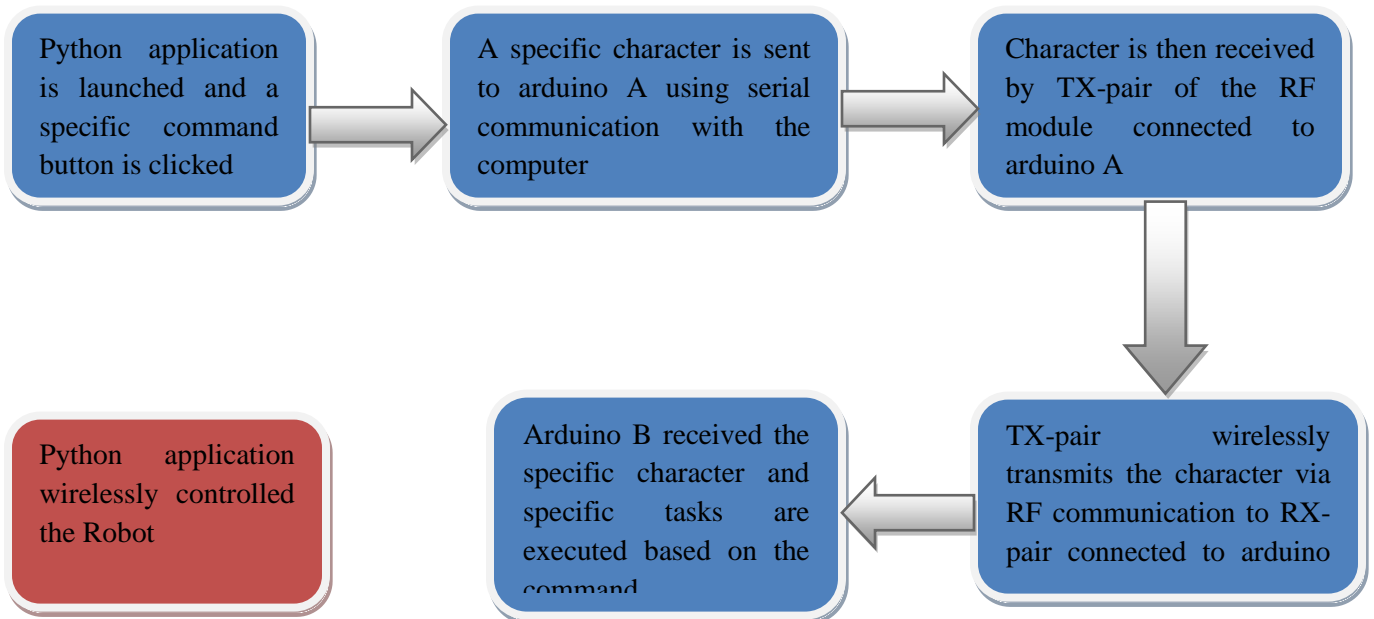 Python application
is launched and a
specific command
button is clicked
A specific character is sent
to arduino A using serial
communication with the
computer
Character is then received
by TX-pair of the RF
module connected to
arduino A
TX-pair wirelessly
transmits the character via
RF communication to RX-
pair connected to arduino
Arduino B received the
specific character and
specific tasks are
executed based on the
command
Python application
wirelessly controlled
the Robot